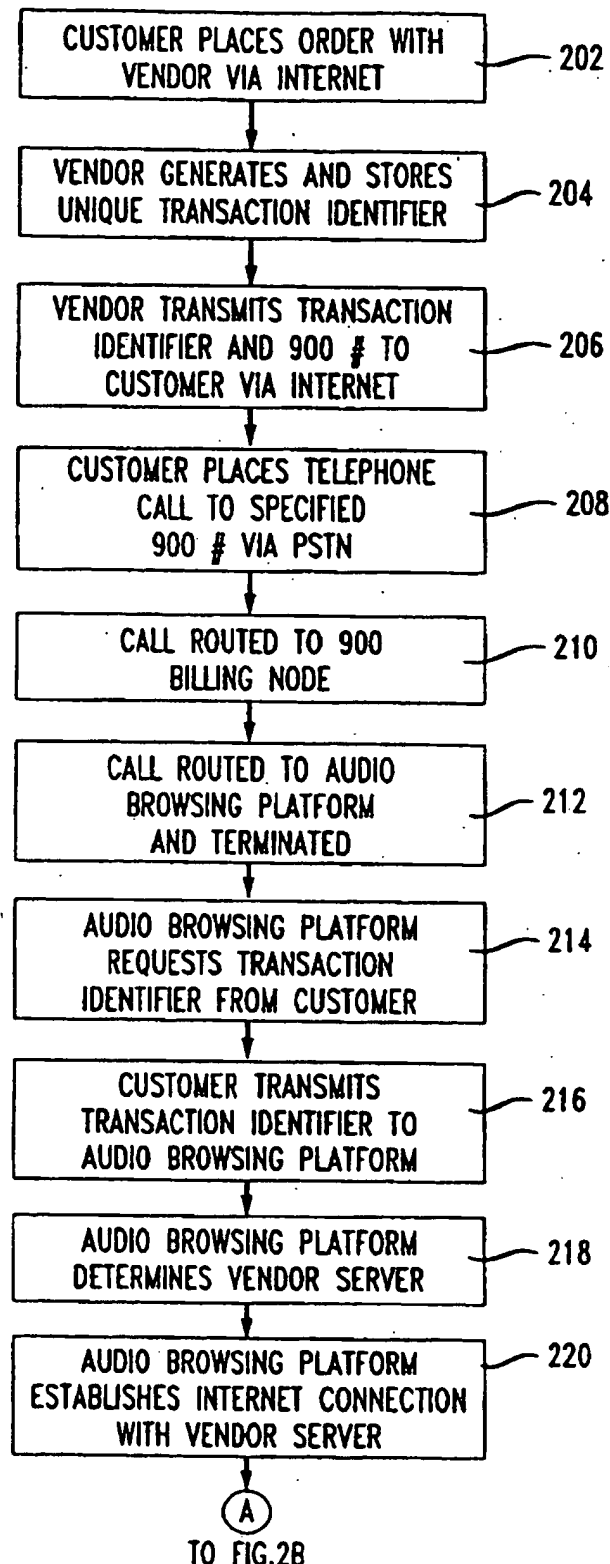 CUSTOMER PLACES ORDER WITH
VENDOR VIA INTERNET
202
VENDOR GENERATES AND STORES
UNIQUE TRANSACTION IDENTIFIER
204
VENDOR TRANSMITS TRANSACTION
IDENTIFIER AND 900 # TO
CUSTOMER VIA INTERNET
206
CUSTOMER PLACES TELEPHONE
CALL TO SPECIFIED
900 # VIA PSTN
208
CALL ROUTED TO 900
BILLING NODE
210
CALL ROUTED TO AUDIO
BROWSING PLATFORM
AND TERMINATED
212
AUDIO BROWSING PLATFORM
REQUESTS TRANSACTION
IDENTIFIER FROM CUSTOMER
214
CUSTOMER TRANSMITS
TRANSACTION IDENTIFIER TO
AUDIO BROWSING PLATFORM
216
AUDIO BROWSING PLATFORM
DETERMINES VENDOR SERVER
218
AUDIO BROWSING PLATFORM
ESTABLISHES INTERNET CONNECTION
WITH VENDOR SERVER
220
A
TO FIG.2B